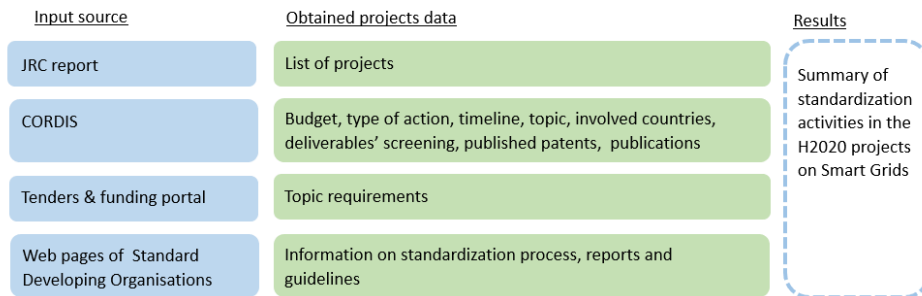 Input source
Obtained projects data
Results
JRC report
List of projects
CORDIS
Budget, type of action, timeline, topic, involved countries,
deliverables’ screening, published patents, publications
Tenders & funding portal
Topic requirements
Web pages of Standard
Developing Organisations
Information on standardization process, reports and
guidelines
Summary of
standardization
activities in the
H2020 projects
on Smart Grids